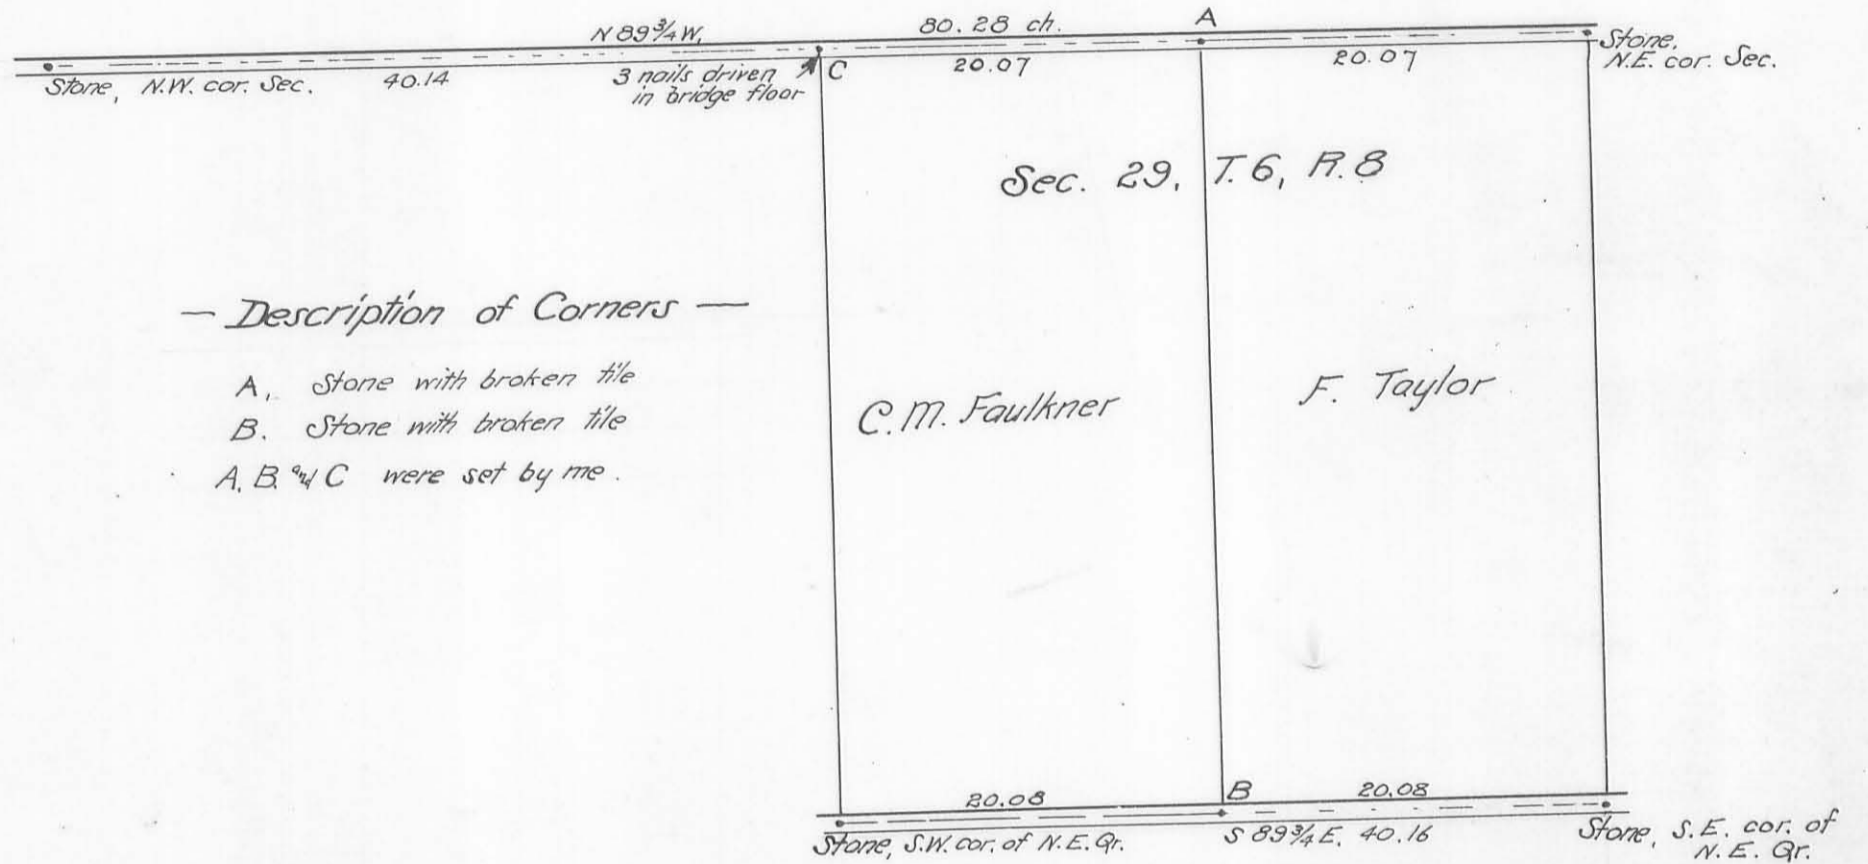 N 89¾ W. 80.28 ch. A
Stone, N.W. cor. Sec. 40.14
3 nails driven
in bridge floor
C 20.07 20.07
Stone,
N.E. cor. Sec.
Sec. 29, T.6, R.8
— Description of Corners —
A. Stone with broken tile
B. Stone with broken tile
A. B. and C were set by me.
C. M. Faulkner
F. Taylor
20.08 B 20.08
Stone, S.W. cor. of N.E. Qr.
S 89¾ E. 40.16
Stone, S.E. cor. of
N.E. Qr.